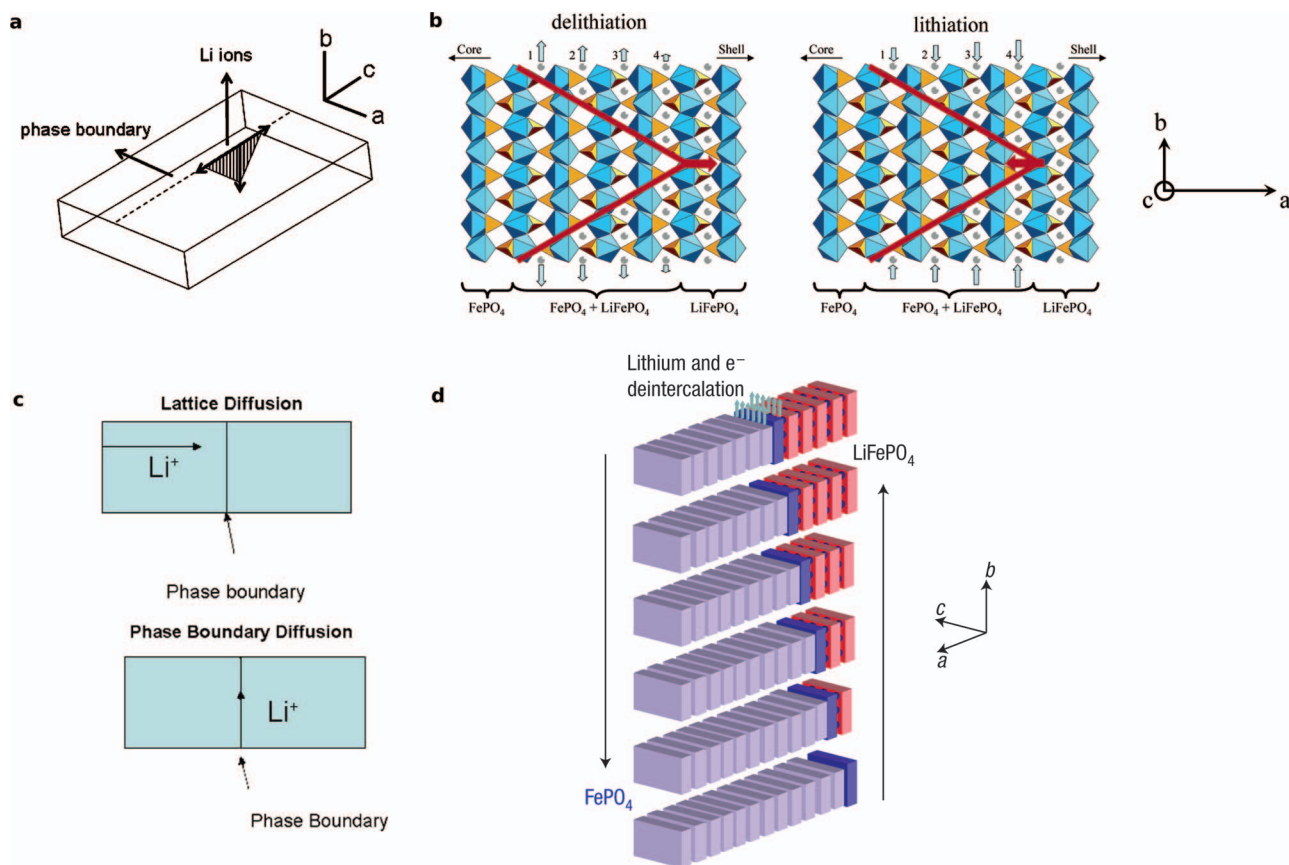 a
Li ions
phase boundary
b
c
a
b
delithiation
Core
1
2
3
4
Shell
FePO₄
FePO₄ + LiFePO₄
LiFePO₄
lithiation
Core
1
2
3
4
Shell
FePO₄
FePO₄ + LiFePO₄
LiFePO₄
b
c
a
c
Lattice Diffusion
Li⁺
Phase boundary
Phase Boundary Diffusion
Li⁺
Phase Boundary
d
Lithium and e⁻
deintercalation
LiFePO₄
FePO₄
b
c
a